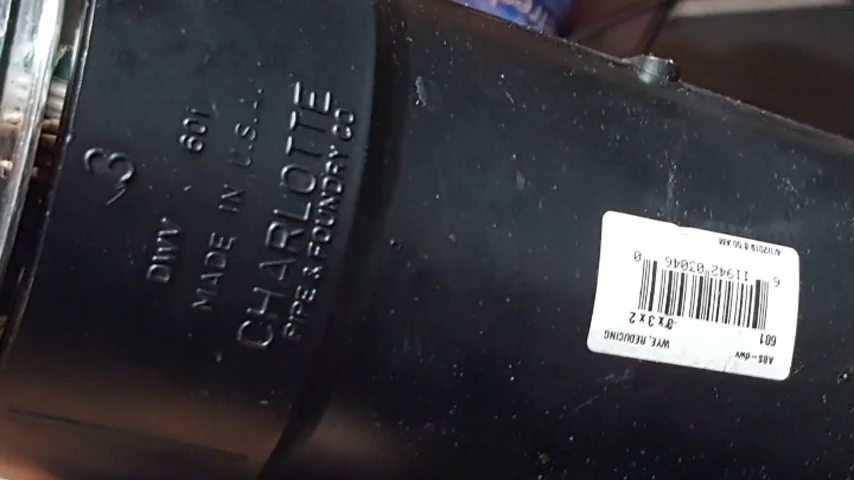 3
DWV 601
MADE IN U.S.A.
CHARLOTTE
PIPE & FOUNDRY CO
ABS-dwv 601
WYE, REDUCING
3 x 3 x 2
6 11942 03046 0
4/1/2019 8:50 AM